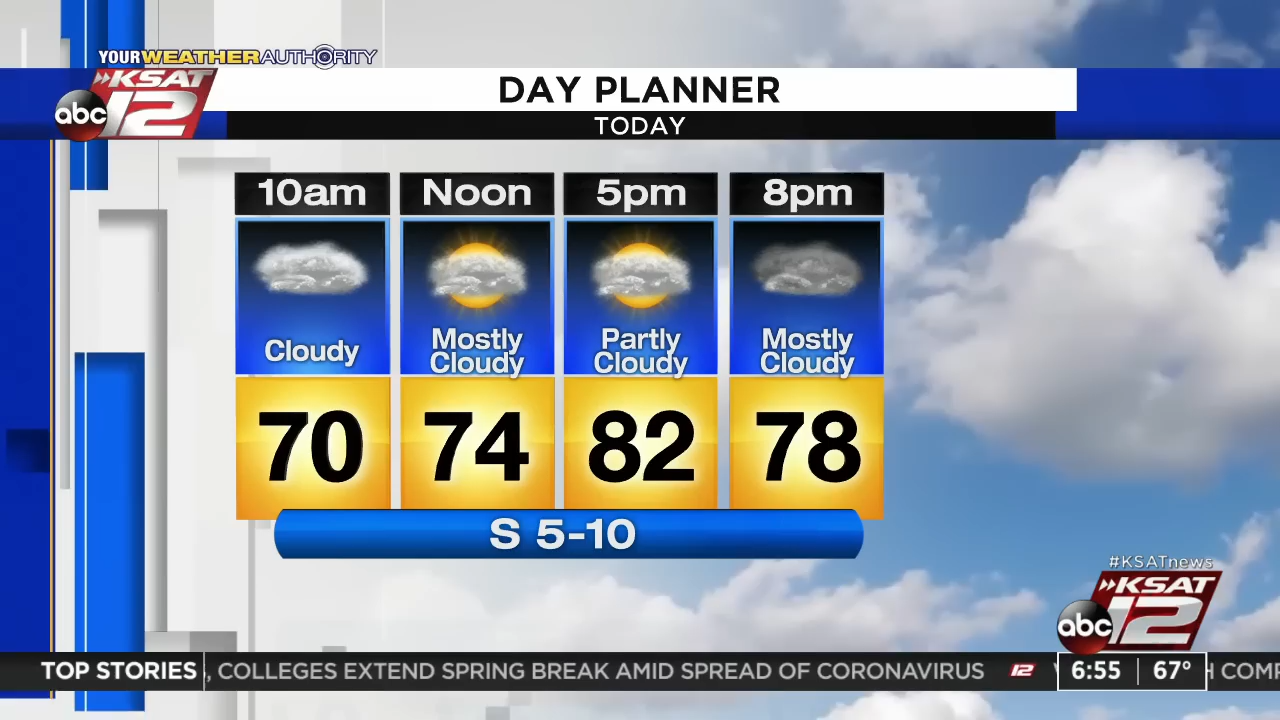 YOUR WEATHER AUTHORITY
KSAT
abc 12
DAY PLANNER
TODAY
10am Noon 5pm 8pm
Cloudy
Mostly Cloudy
Partly Cloudy
Mostly Cloudy
70 74 82 78
S 5-10
#KSATnews
KSAT
abc 12
TOP STORIES , COLLEGES EXTEND SPRING BREAK AMID SPREAD OF CORONAVIRUS 12 6:55 67°